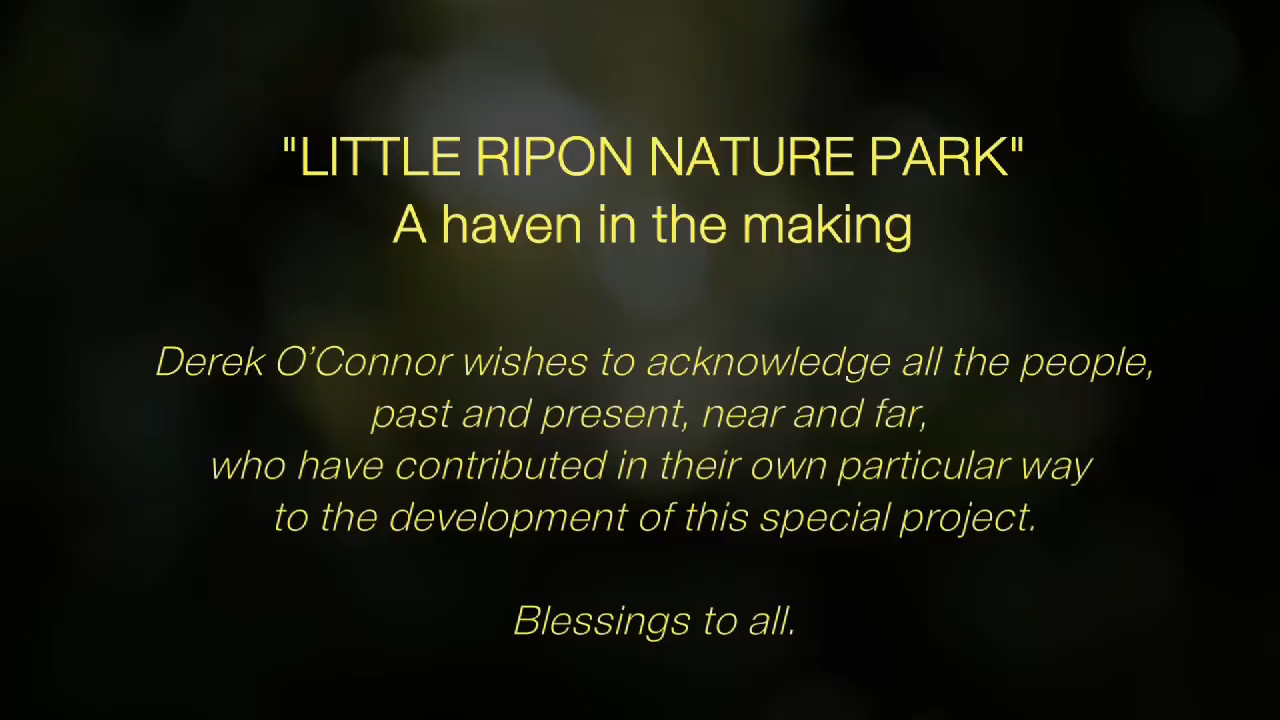 "LITTLE RIPON NATURE PARK"
A haven in the making
Derek O’Connor wishes to acknowledge all the people,
past and present, near and far,
who have contributed in their own particular way
to the development of this special project.
Blessings to all.